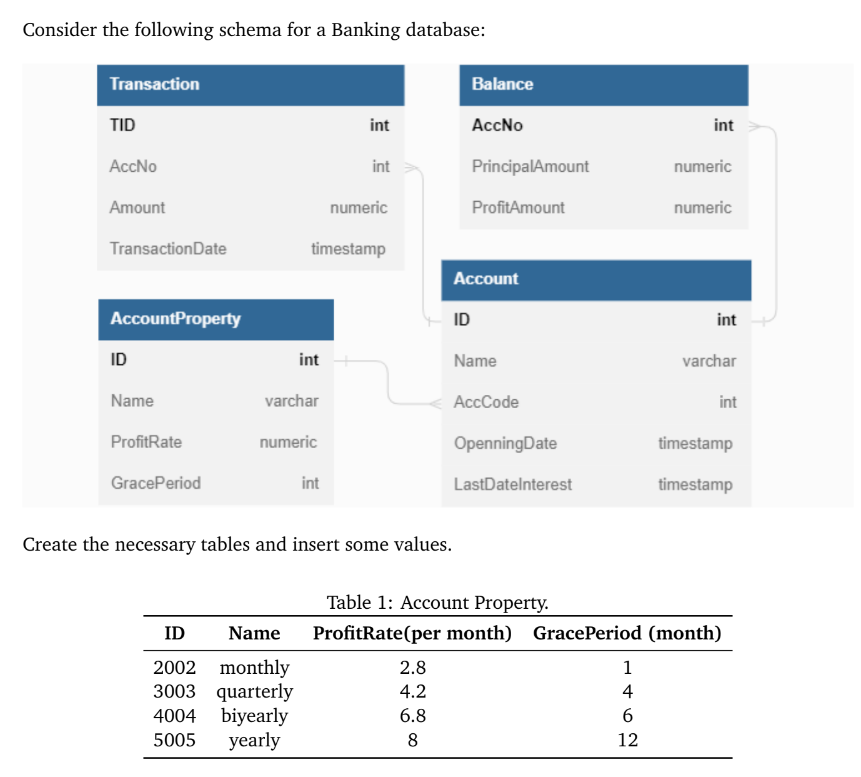 Consider the following schema for a Banking database:
Transaction
TID int
AccNo int
Amount numeric
TransactionDate timestamp
Balance
AccNo int
PrincipalAmount numeric
ProfitAmount numeric
AccountProperty
ID int
Name varchar
ProfitRate numeric
GracePeriod int
Account
ID int
Name varchar
AccCode int
OpenningDate timestamp
LastDateInterest timestamp
Create the necessary tables and insert some values.
Table 1: Account Property.
ID Name ProfitRate(per month) GracePeriod (month)
2002 monthly 2.8 1
3003 quarterly 4.2 4
4004 biyearly 6.8 6
5005 yearly 8 12